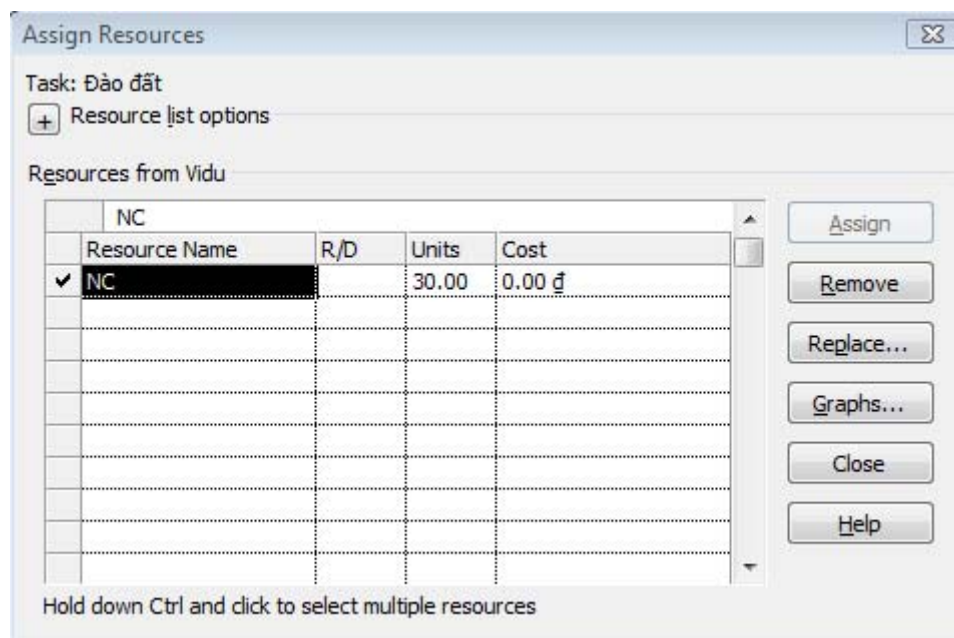 Assign Resources
Task: Đào đất
+ Resource list options
Resources from Vidu
NC
Assign
Resource Name R/D Units Cost
NC 30.00 0.00 ₫
Remove
Replace...
Graphs...
Close
Help
Hold down Ctrl and click to select multiple resources